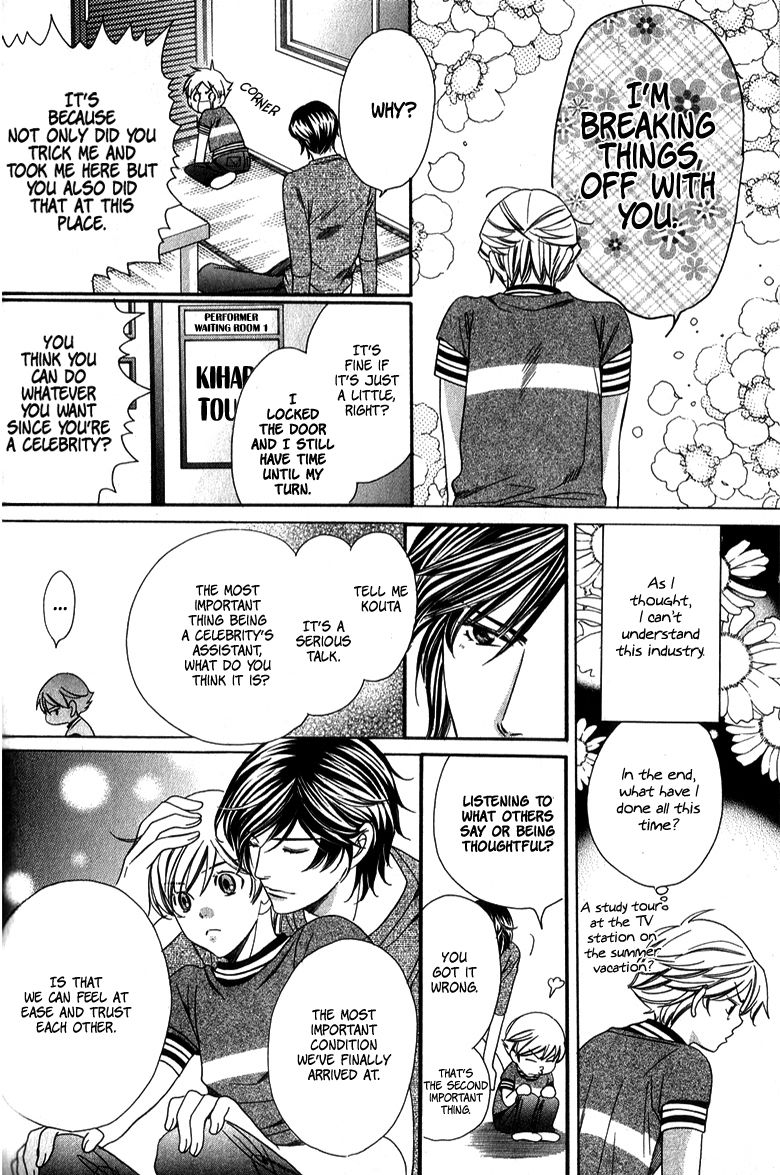 I'M
BREAKING
THINGS
OFF WITH
YOU.
WHY?
CORNER
IT'S
BECAUSE
NOT ONLY DID YOU
TRICK ME AND
TOOK ME HERE BUT
YOU ALSO DID
THAT AT THIS
PLACE.
IT'S
FINE IF
IT'S JUST
A LITTLE,
RIGHT?
I
LOCKED
THE DOOR
AND I STILL
HAVE TIME
UNTIL MY
TURN.
PERFORMER
WAITING ROOM 1
KIHAR
TOU
YOU
THINK YOU
CAN DO
WHATEVER
YOU WANT
SINCE YOU'RE
A CELEBRITY?
As I
thought,
I can't
understand
this industry.
In the end,
what have I
done all this
time?
A study tour
at the TV
station on
the summer
vacation?
TELL ME
KOUTA
IT'S A
SERIOUS
TALK.
THE MOST
IMPORTANT
THING BEING
A CELEBRITY'S
ASSISTANT,
WHAT DO YOU
THINK IT IS?
...
LISTENING TO
WHAT OTHERS
SAY OR BEING
THOUGHTFUL?
YOU
GOT IT
WRONG.
THAT'S
THE SECOND
IMPORTANT
THING.
THE MOST
IMPORTANT
CONDITION
WE'VE FINALLY
ARRIVED AT.
IS THAT
WE CAN FEEL AT
EASE AND TRUST
EACH OTHER.